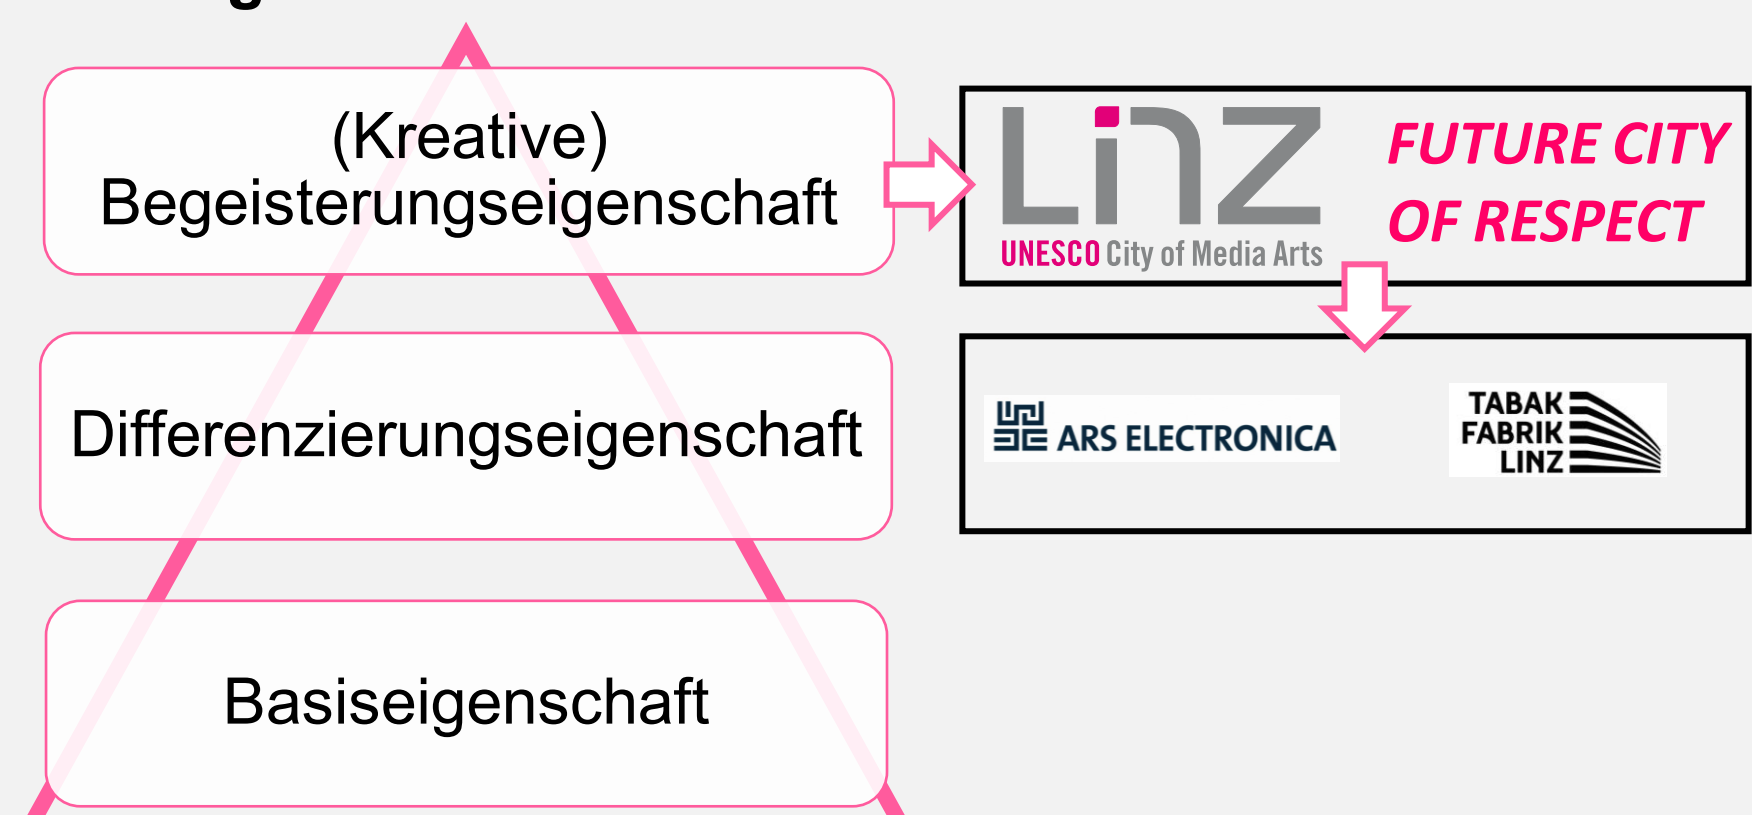 (Kreative)
Begeisterungseigenschaft
Linz
UNESCO City of Media Arts
FUTURE CITY
OF RESPECT
Differenzierungseigenschaft
ARS ELECTRONICA
TABAK
FABRIK
LINZ
Basiseigenschaft